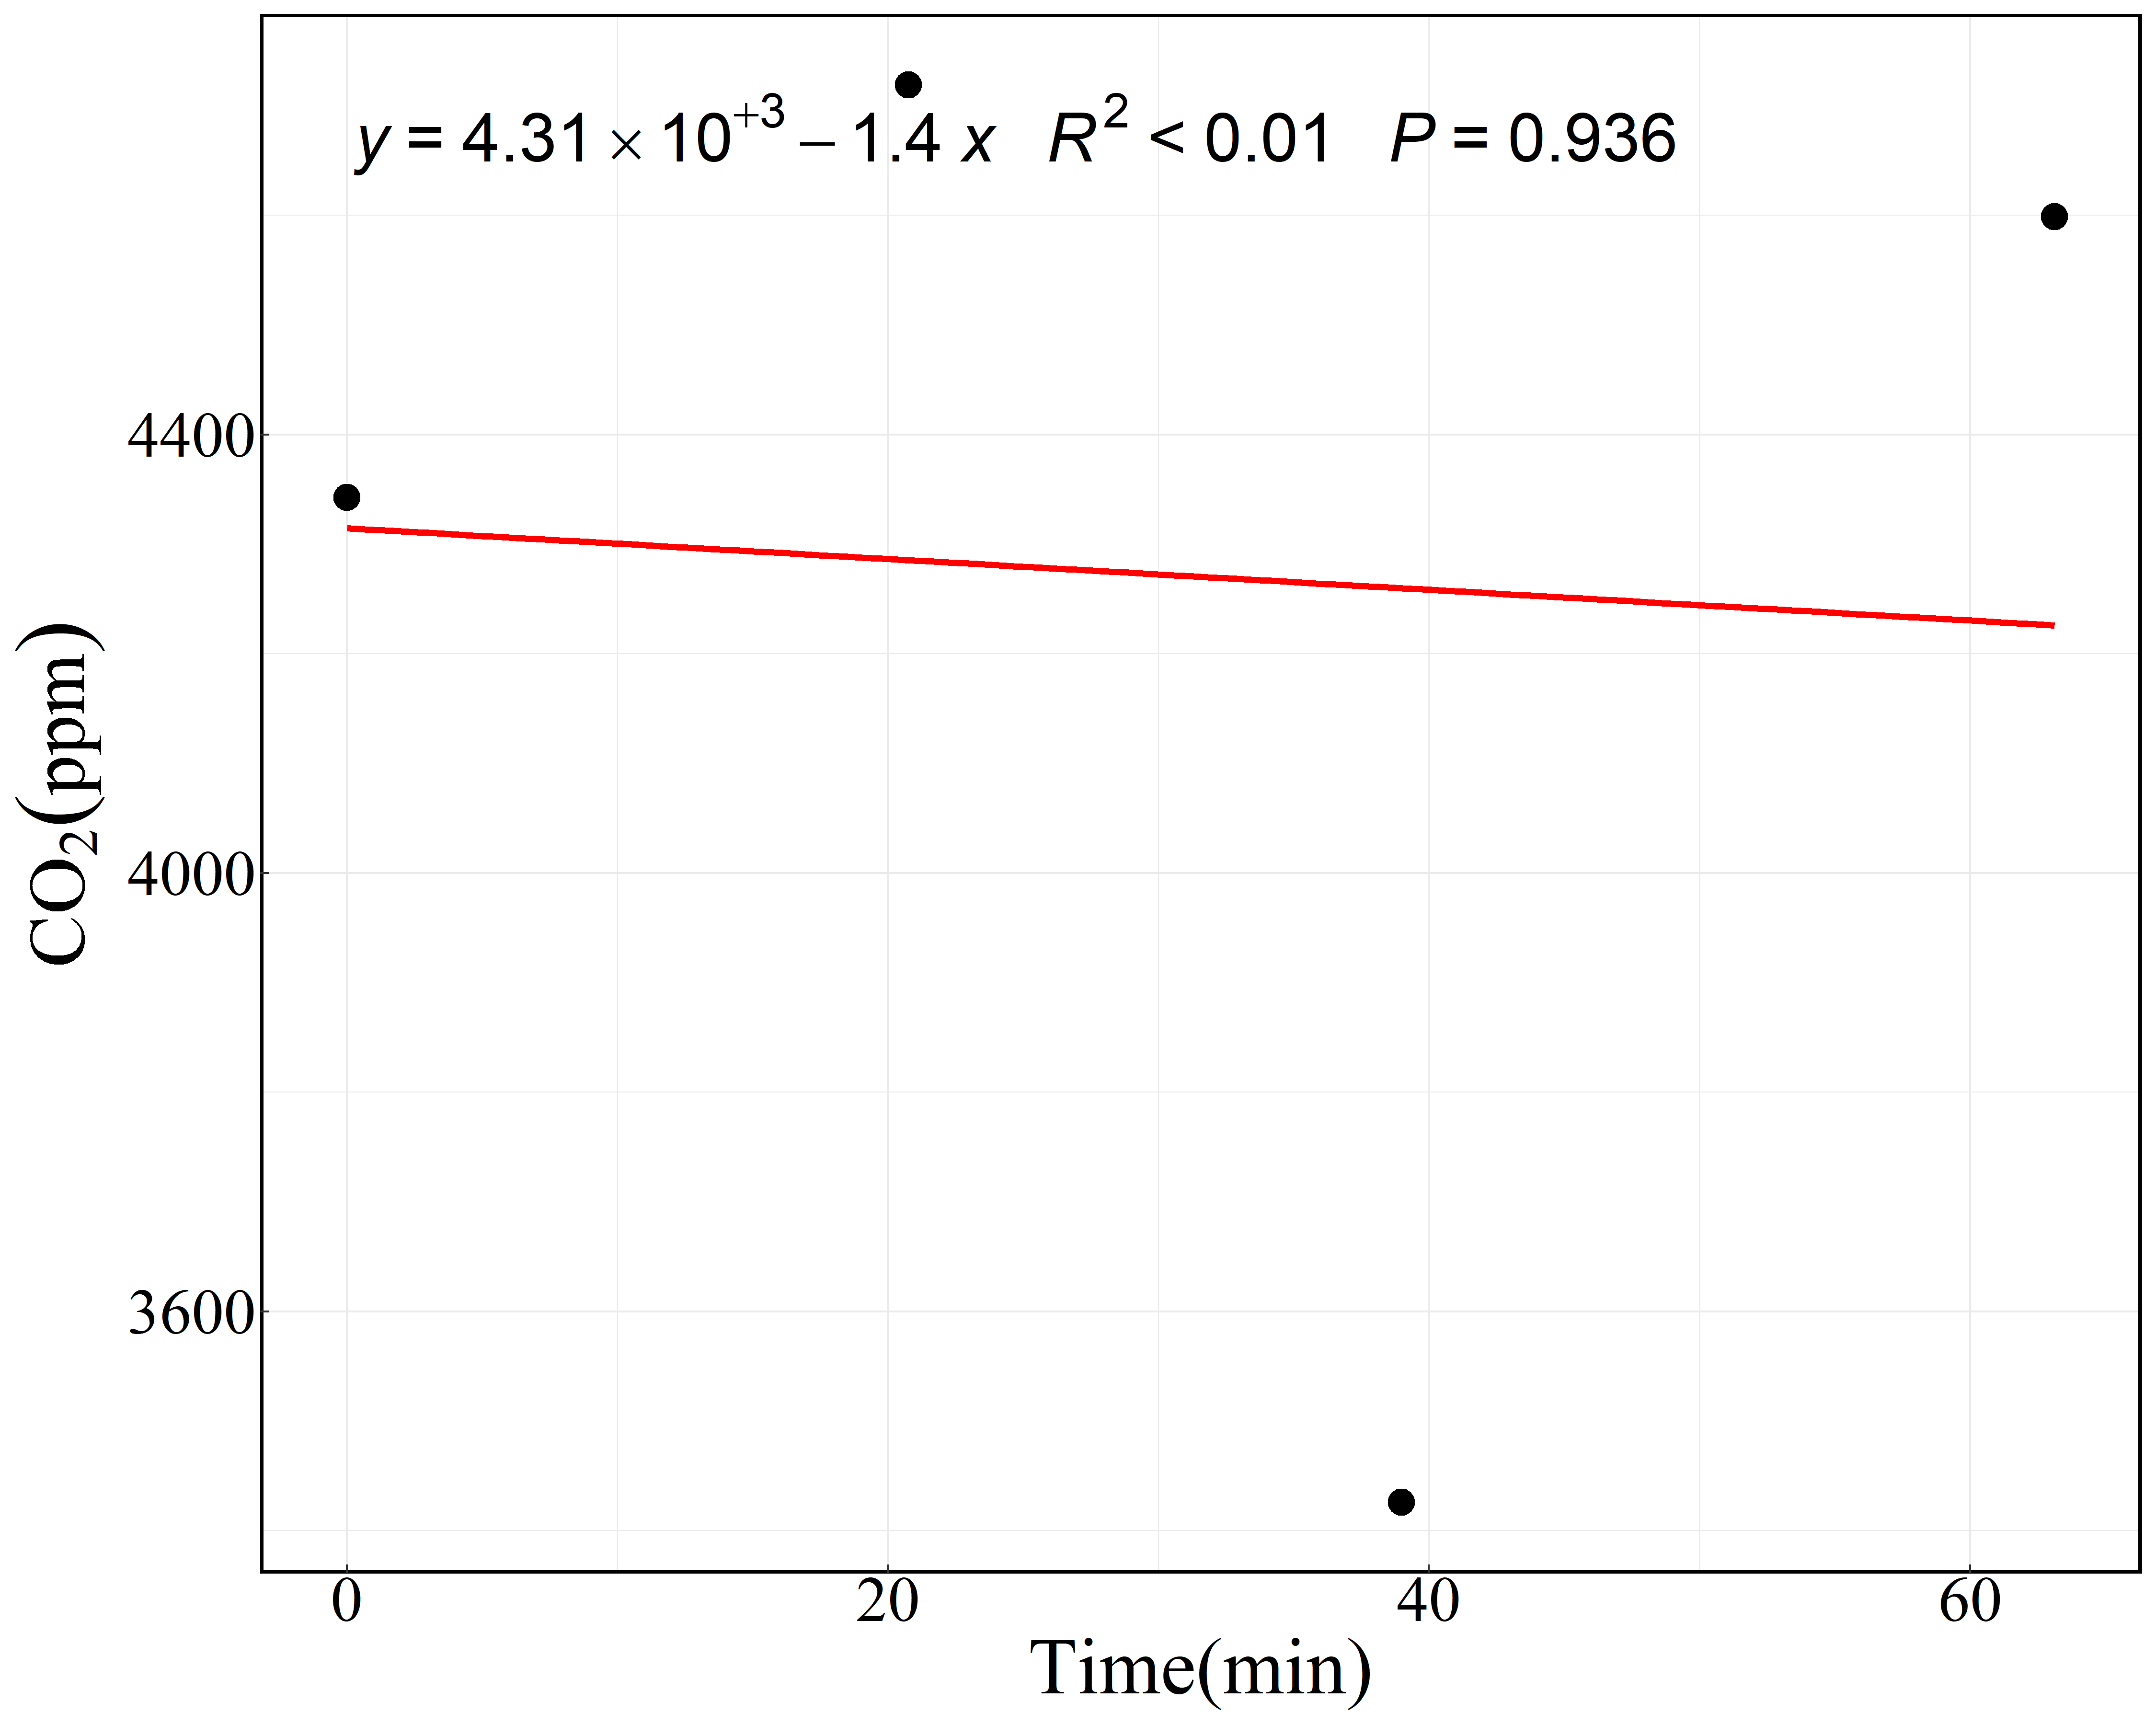 y = 4.31 × 10⁺³ − 1.4 x   R² < 0.01   P = 0.936
4400
4000
3600
CO₂(ppm)
0 20 40 60
Time(min)